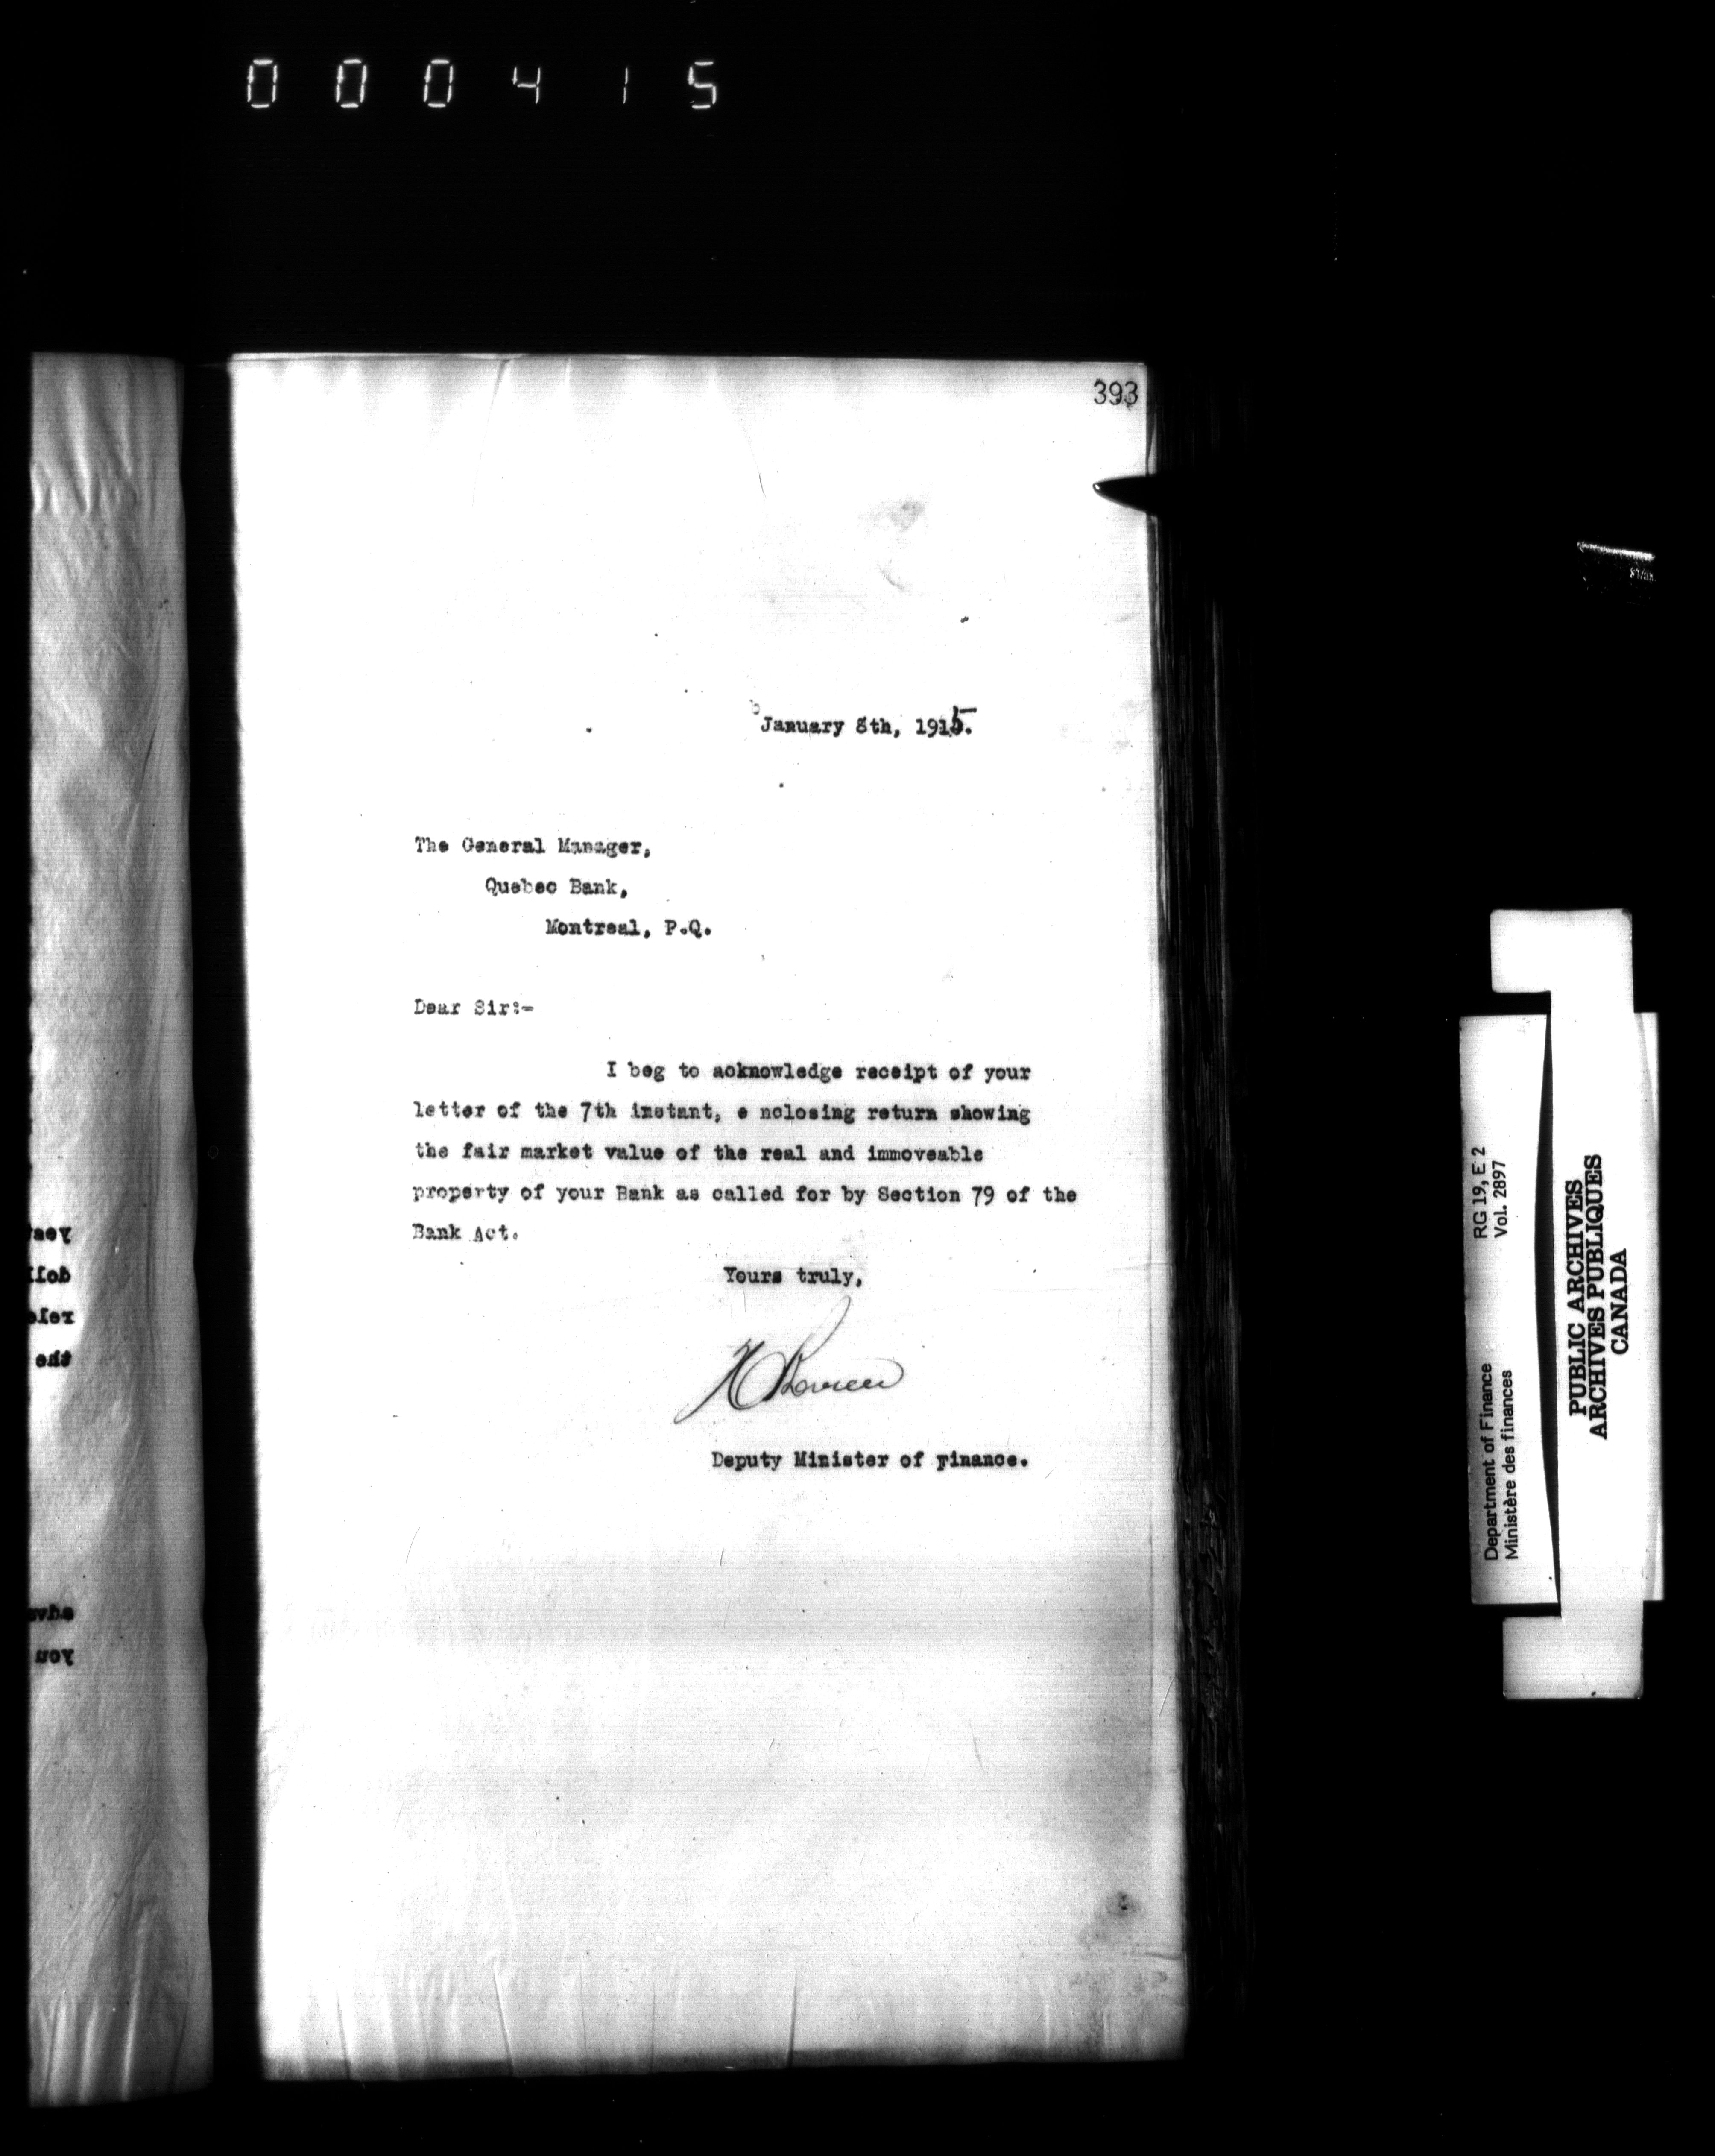 000415
393
January 8th, 1915.
The General Manager,
Quebec Bank,
Montreal, P.Q.
Dear Sir:-
I beg to acknowledge receipt of your
letter of the 7th instant, e nclosing return showing
the fair market value of the real and immoveable
property of your Bank as called for by Section 79 of the
Bank Act.
Yours truly,
Deputy Minister of Finance.
the
you
Department of Finance RG 19, E 2
Ministère des finances Vol. 2897
PUBLIC ARCHIVES
ARCHIVES PUBLIQUES
CANADA